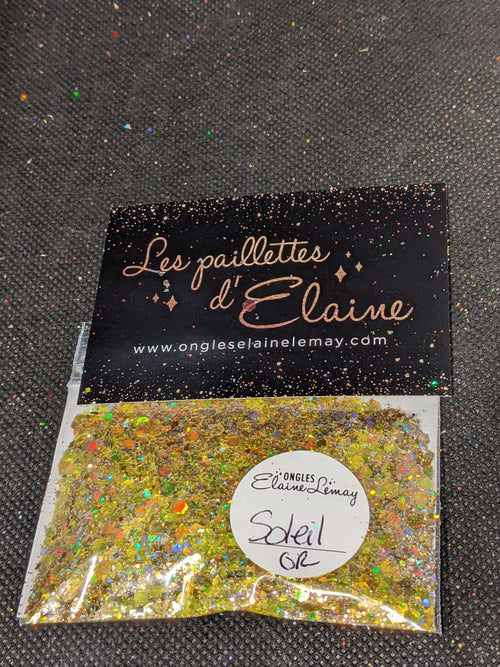 Les paillettes
d'Elaine
www.ongleselainelemay.com
ONGLES
Elaine Lemay
Soleil
OR